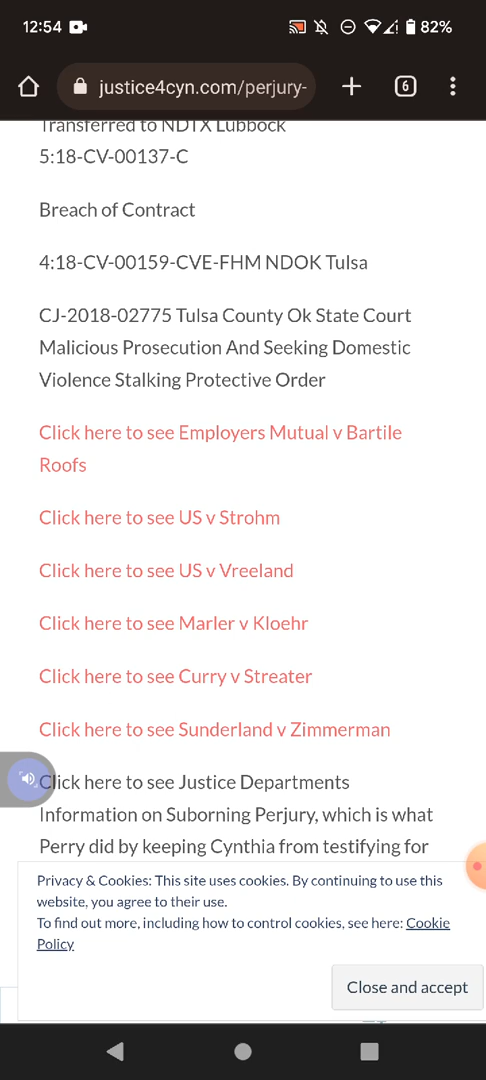 12:54
82%
justice4cyn.com/perjury-
6
Transferred to NDTX Lubbock
5:18-CV-00137-C
Breach of Contract
4:18-CV-00159-CVE-FHM NDOK Tulsa
CJ-2018-02775 Tulsa County Ok State Court
Malicious Prosecution And Seeking Domestic
Violence Stalking Protective Order
Click here to see Employers Mutual v Bartile
Roofs
Click here to see US v Strohm
Click here to see US v Vreeland
Click here to see Marler v Kloehr
Click here to see Curry v Streater
Click here to see Sunderland v Zimmerman
Click here to see Justice Departments
Information on Suborning Perjury, which is what
Perry did by keeping Cynthia from testifying for
Privacy & Cookies: This site uses cookies. By continuing to use this
website, you agree to their use.
To find out more, including how to control cookies, see here: Cookie
Policy
Close and accept